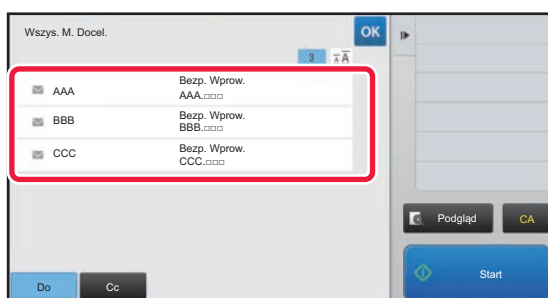 Wszys. M. Docel.
OK
3 A A
AAA
Bezp. Wprow.
AAA.□□□
BBB
Bezp. Wprow.
BBB.□□□
CCC
Bezp. Wprow.
CCC.□□□
Podgląd
CA
Do
Cc
Start